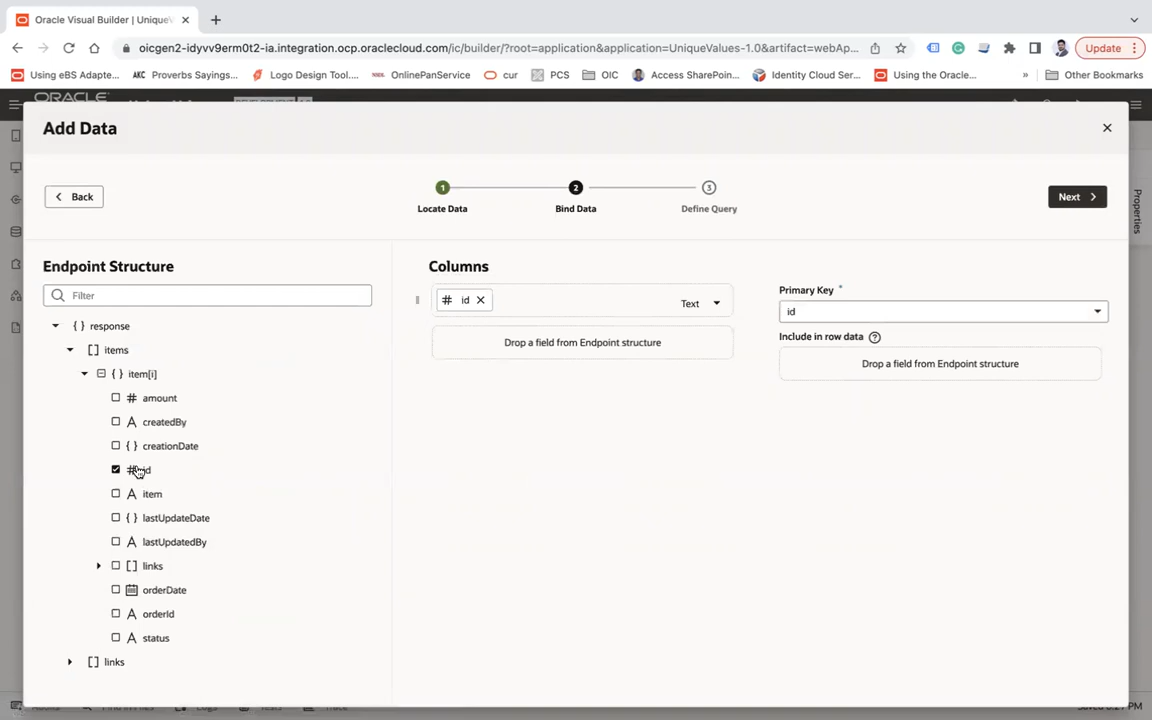 Oracle Visual Builder | UniqueV
oicgen2-idyvv9erm0t2-ia.integration.ocp.oraclecloud.com/ic/builder/?root=application&application=UniqueValues-1.0&artifact=webAp...
Update
Using eBS Adapte...
AKC Proverbs Sayings...
Logo Design Tool....
OnlinePanService
cur
PCS
OIC
Access SharePoin...
Identity Cloud Ser...
Using the Oracle...
»
Other Bookmarks
ORACLE
Add Data
Back
1
2
3
Locate Data
Bind Data
Define Query
Next
Properties
Endpoint Structure
Filter
{ } response
[ ] items
{ } item[i]
# amount
A createdBy
{ } creationDate
# id
A item
{ } lastUpdateDate
A lastUpdatedBy
[ ] links
orderDate
A orderId
A status
[ ] links
Columns
# id
Text
Drop a field from Endpoint structure
Primary Key *
id
Include in row data
Drop a field from Endpoint structure